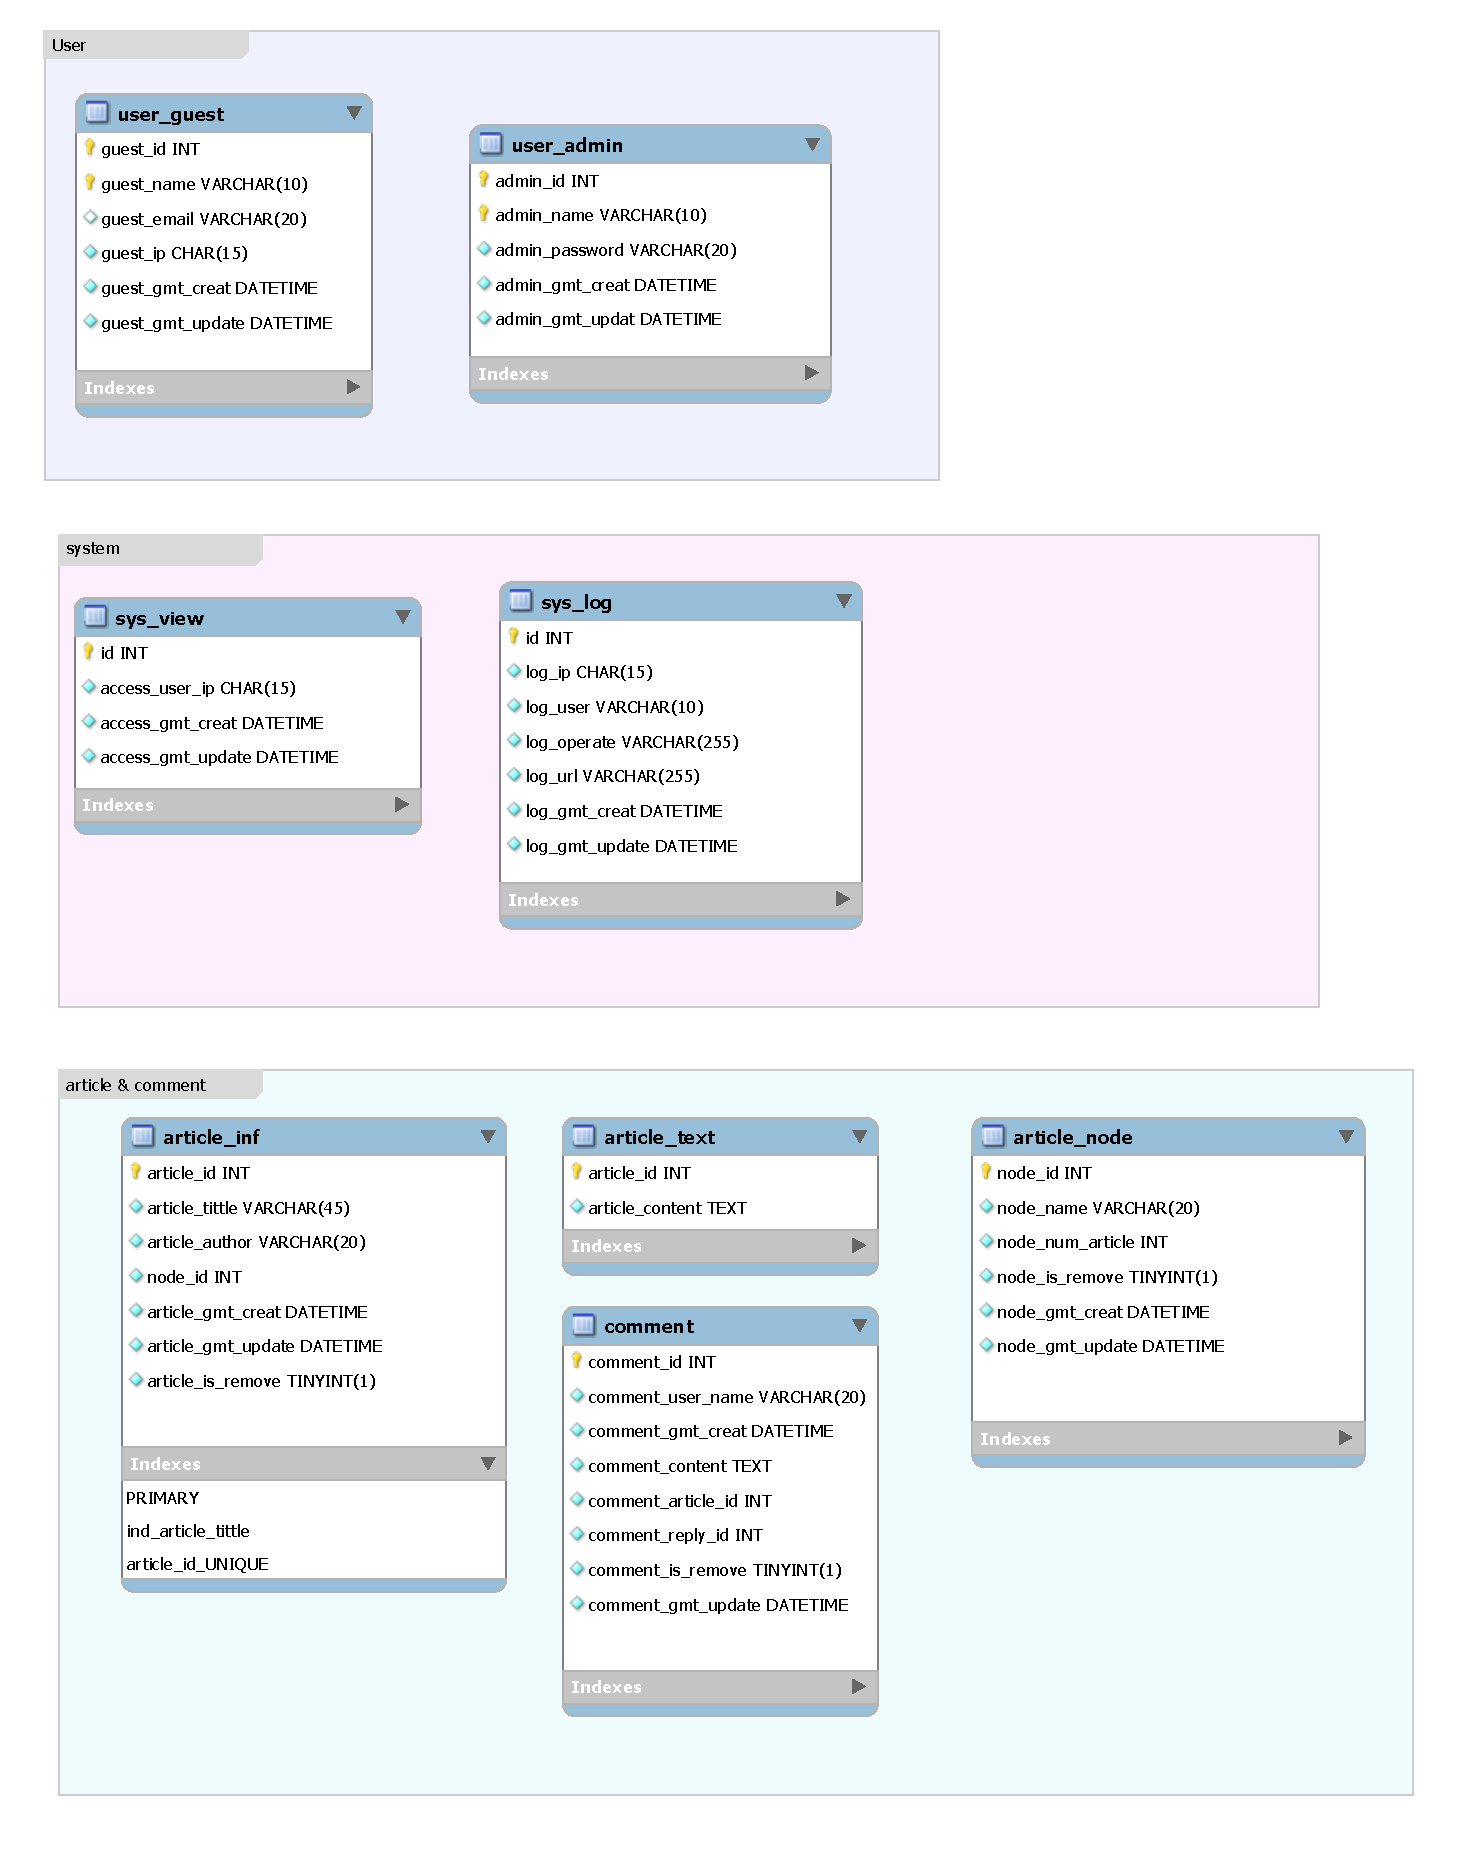 User
user_guest
guest_id INT
guest_name VARCHAR(10)
guest_email VARCHAR(20)
guest_ip CHAR(15)
guest_gmt_creat DATETIME
guest_gmt_update DATETIME
Indexes
user_admin
admin_id INT
admin_name VARCHAR(10)
admin_password VARCHAR(20)
admin_gmt_creat DATETIME
admin_gmt_updat DATETIME
Indexes
system
sys_view
id INT
access_user_ip CHAR(15)
access_gmt_creat DATETIME
access_gmt_update DATETIME
Indexes
sys_log
id INT
log_ip CHAR(15)
log_user VARCHAR(10)
log_operate VARCHAR(255)
log_url VARCHAR(255)
log_gmt_creat DATETIME
log_gmt_update DATETIME
Indexes
article & comment
article_inf
article_id INT
article_tittle VARCHAR(45)
article_author VARCHAR(20)
node_id INT
article_gmt_creat DATETIME
article_gmt_update DATETIME
article_is_remove TINYINT(1)
Indexes
PRIMARY
ind_article_tittle
article_id_UNIQUE
article_text
article_id INT
article_content TEXT
Indexes
comment
comment_id INT
comment_user_name VARCHAR(20)
comment_gmt_creat DATETIME
comment_content TEXT
comment_article_id INT
comment_reply_id INT
comment_is_remove TINYINT(1)
comment_gmt_update DATETIME
Indexes
article_node
node_id INT
node_name VARCHAR(20)
node_num_article INT
node_is_remove TINYINT(1)
node_gmt_creat DATETIME
node_gmt_update DATETIME
Indexes